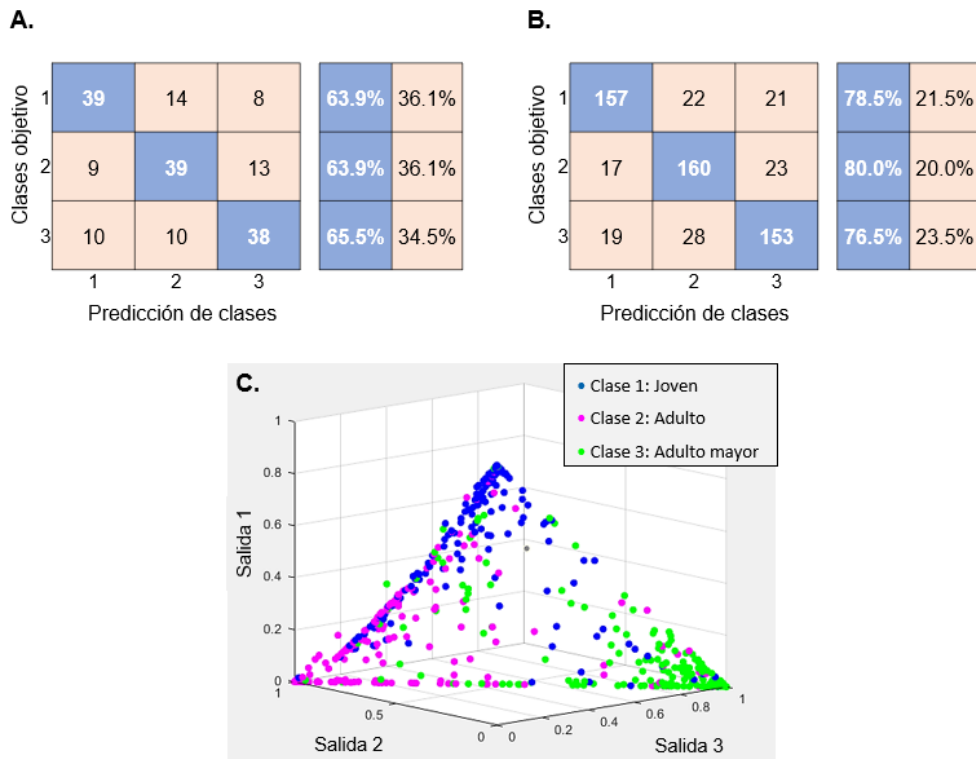 A.
Clases objetivo
1 39 14 8 63.9% 36.1%
2 9 39 13 63.9% 36.1%
3 10 10 38 65.5% 34.5%
1 2 3
Predicción de clases
B.
Clases objetivo
1 157 22 21 78.5% 21.5%
2 17 160 23 80.0% 20.0%
3 19 28 153 76.5% 23.5%
1 2 3
Predicción de clases
C.
Clase 1: Joven
Clase 2: Adulto
Clase 3: Adulto mayor
Salida 1
1
0.8
0.6
0.4
0.2
0
1
0.5
0
Salida 2
0 0.2 0.4 0.6 0.8 1
Salida 3